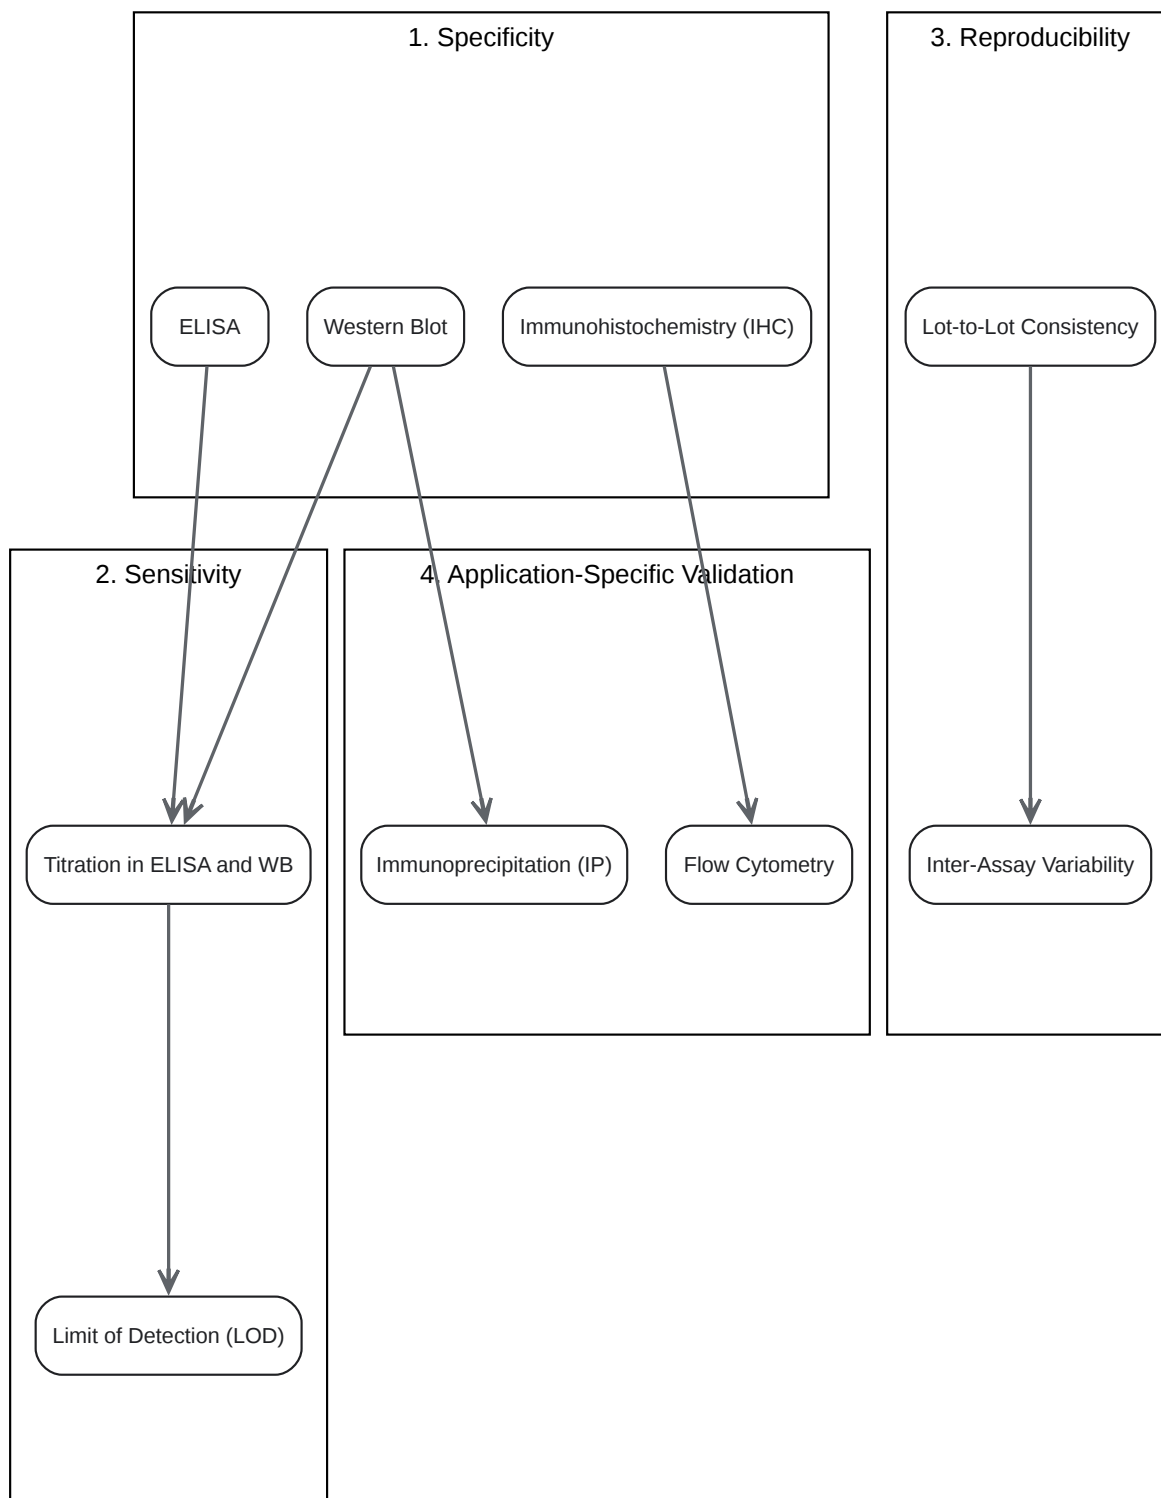 1. Specificity
3. Reproducibility
ELISA
Western Blot
Immunohistochemistry (IHC)
Lot-to-Lot Consistency
2. Sensitivity
4. Application-Specific Validation
Titration in ELISA and WB
Immunoprecipitation (IP)
Flow Cytometry
Inter-Assay Variability
Limit of Detection (LOD)